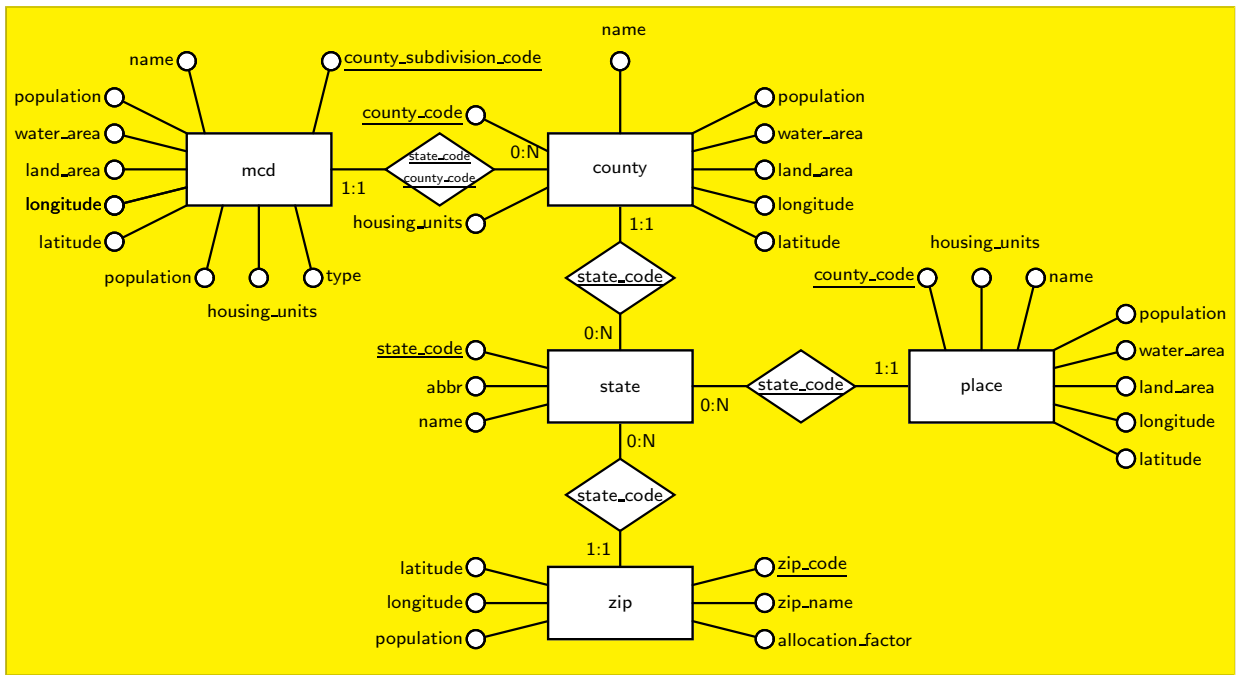 name
name
county_subdivision_code
population
county_code
population
water_area
water_area
land_area
mcd
1:1
state_code
county_code
0:N
county
land_area
longitude
longitude
latitude
housing_units
1:1
latitude
population
type
housing_units
state_code
housing_units
county_code
name
population
0:N
state_code
water_area
abbr
state
0:N
state_code
1:1
place
land_area
name
longitude
0:N
latitude
state_code
1:1
latitude
zip_code
longitude
zip
zip_name
population
allocation_factor